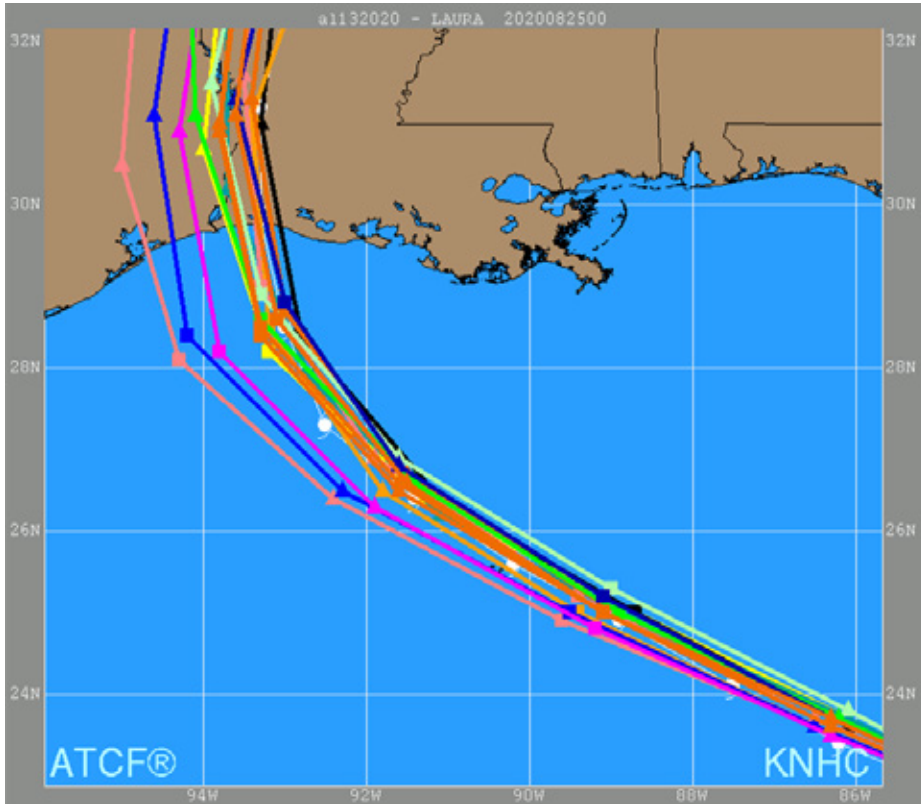 al132020 - LAURA 2020082500
32N 32N
30N 30N
28N 28N
26N 26N
24N 24N
ATCF® KNHC
94W 92W 90W 88W 86W